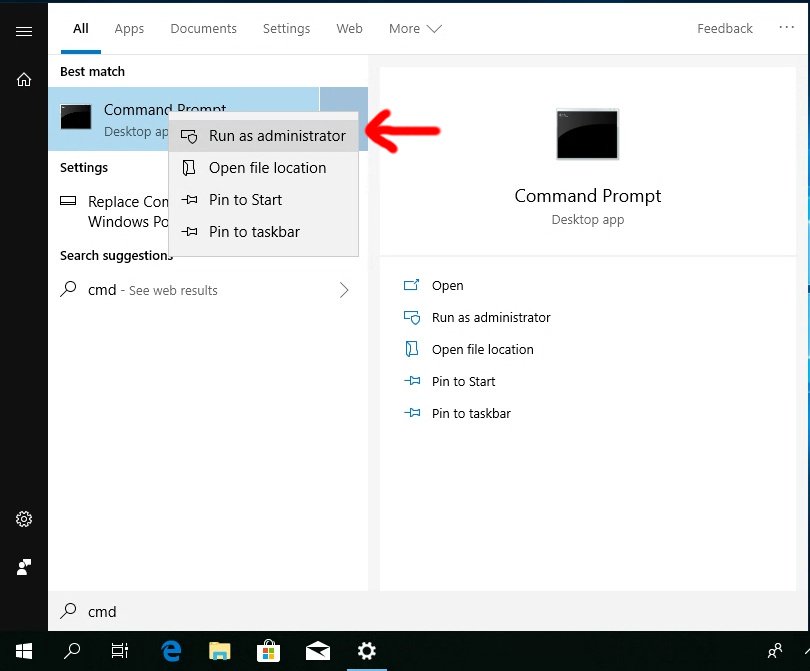 All Apps Documents Settings Web More Feedback ...
Best match
Command Prompt
Desktop ap
Run as administrator
Open file location
Pin to Start
Pin to taskbar
Settings
Replace Con
Windows Po
Search suggestions
cmd - See web results
Command Prompt
Desktop app
Open
Run as administrator
Open file location
Pin to Start
Pin to taskbar
cmd